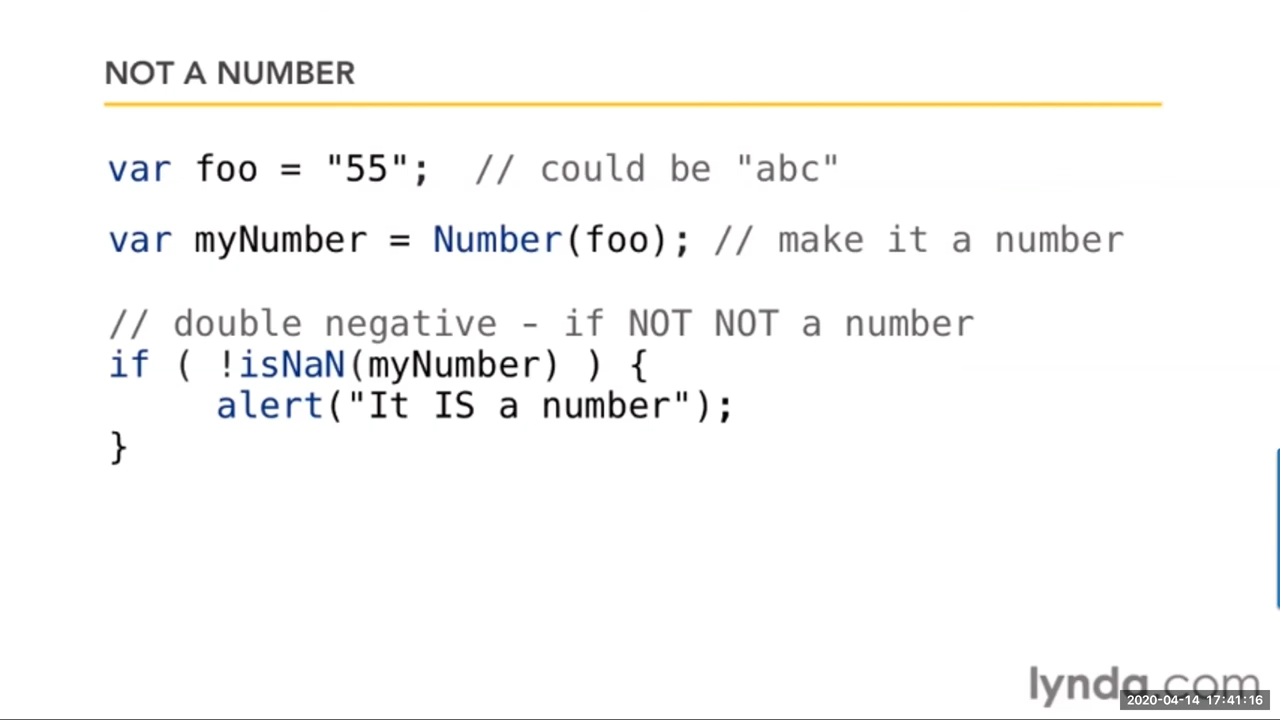 NOT A NUMBER
var foo = "55"; // could be "abc"
var myNumber = Number(foo); // make it a number
// double negative - if NOT NOT a number
if ( !isNaN(myNumber) ) {
alert("It IS a number");
}
lynda.com
2020-04-14 17:41:16